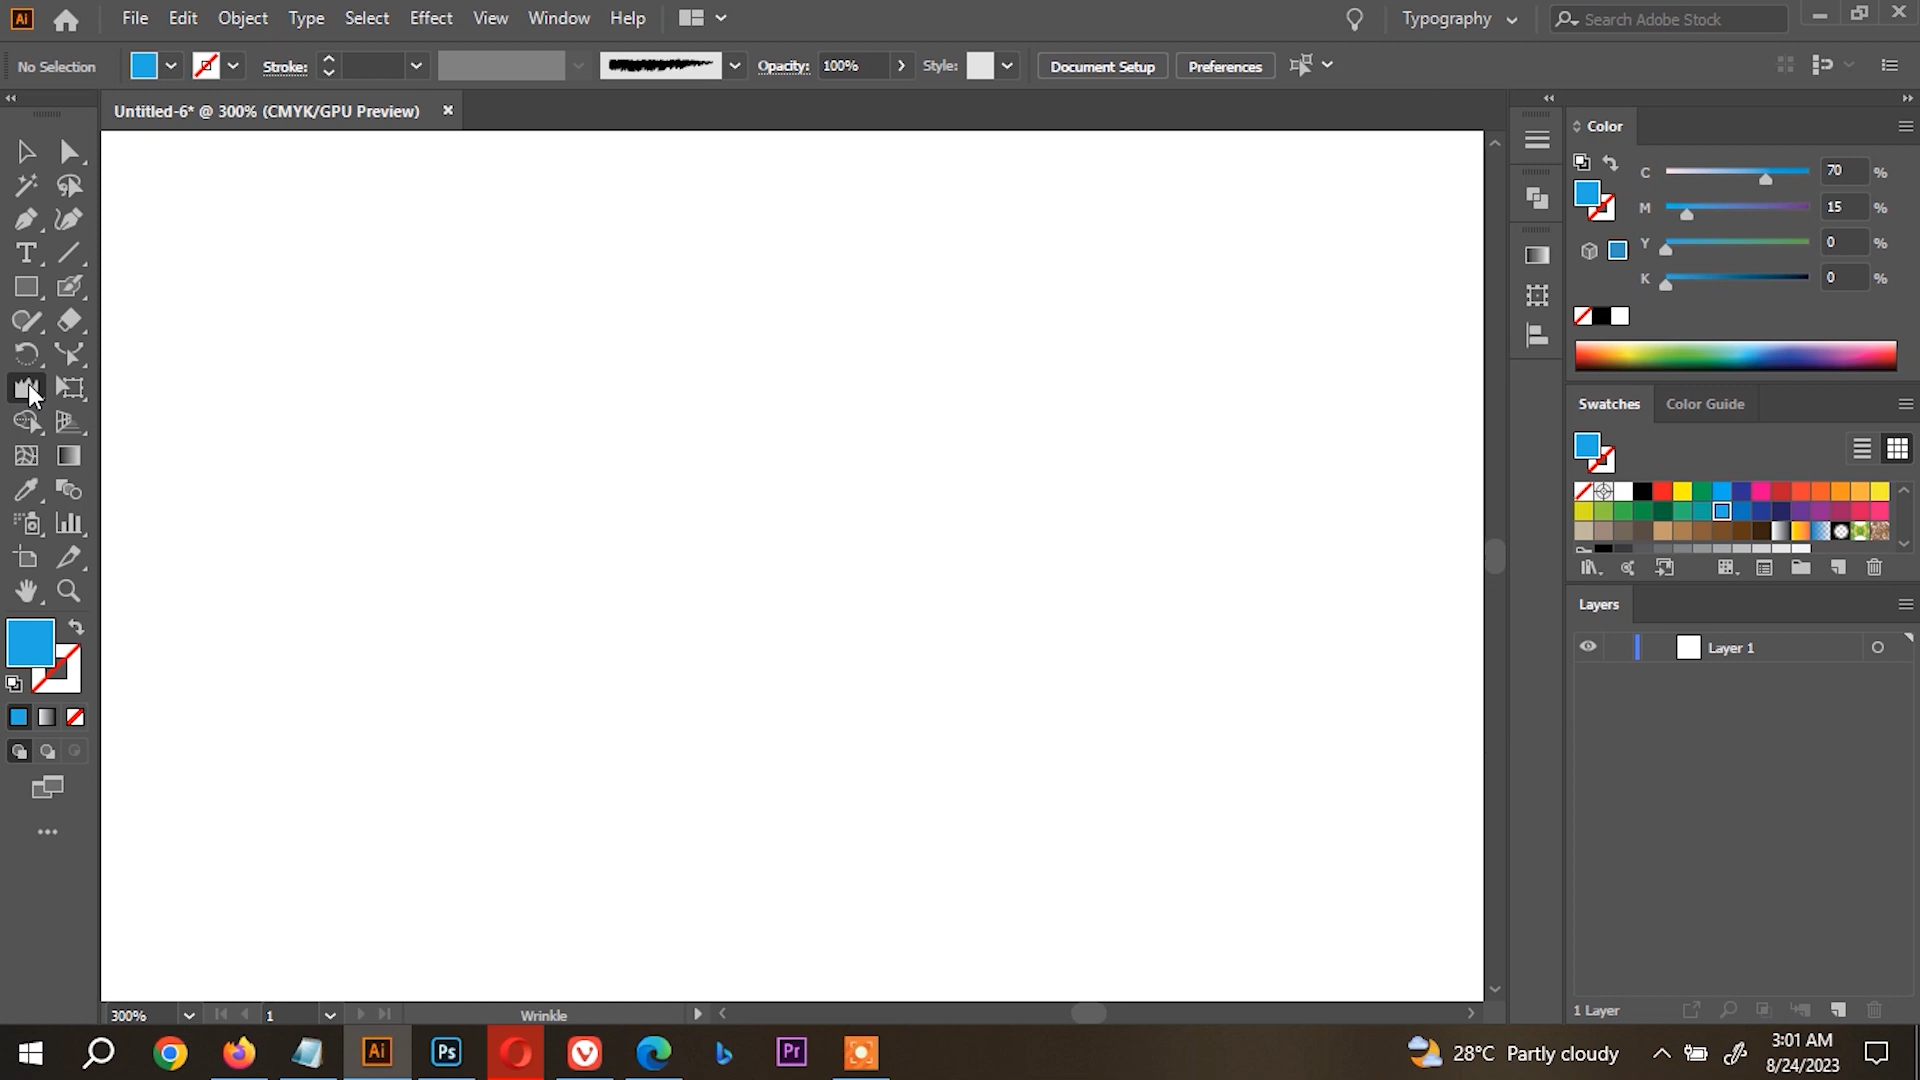 Ai File Edit Object Type Select Effect View Window Help Typography Search Adobe Stock
No Selection Stroke: Opacity: 100% Style: Document Setup Preferences
Untitled-6* @ 300% (CMYK/GPU Preview)
Color
C 70 %
M 15 %
Y 0 %
K 0 %
Swatches Color Guide
Layers
Layer 1
1 Layer
300% 1 Wrinkle
Ai Ps Pr 28°C Partly cloudy 3:01 AM
8/24/2023